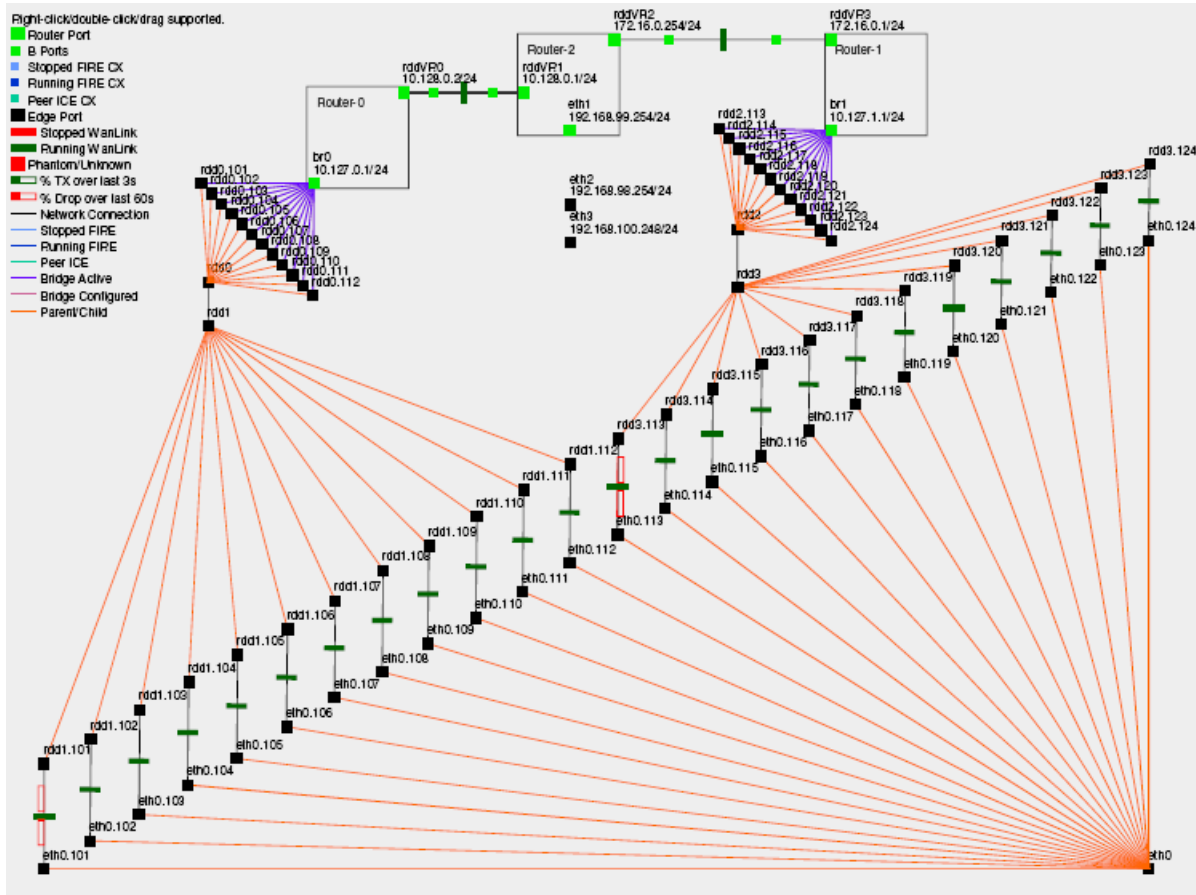 Right-click/double-click/drag supported.
Router Port
B Ports
Stopped FIRE CX
Running FIRE CX
Peer ICE CX
Edge Port
Stopped WanLink
Running WanLink
Phantom/Unknown
% TX over last 3s
% Drop over last 60s
Network Connection
Stopped FIRE
Running FIRE
Peer ICE
Bridge Active
Bridge Configured
Parent/Child
rddVR2
172.16.0.254/24
rddVR3
172.16.0.1/24
Router-2
Router-1
rddVR0
10.128.0.2/24
rddVR1
10.128.0.1/24
Router-0
eth1
192.168.99.254/24
br1
10.127.1.1/24
br0
10.127.0.1/24
eth2
192.168.98.254/24
eth3
192.168.100.248/24
rdd0.101
rdd0.102
rdd0.103
rdd0.104
rdd0.105
rdd0.106
rdd0.107
rdd0.108
rdd0.109
rdd0.110
rdd0.111
rdd0.112
rdd0
rdd1
rdd2.113
rdd2.114
rdd2.115
rdd2.116
rdd2.117
rdd2.118
rdd2.119
rdd2.120
rdd2.121
rdd2.122
rdd2.123
rdd2.124
rdd2
rdd3
rdd3.124
rdd3.123
rdd3.122
rdd3.121
rdd3.120
rdd3.119
rdd3.118
rdd3.117
rdd3.116
rdd3.115
rdd3.114
rdd3.113
rdd1.112
rdd1.111
rdd1.110
rdd1.109
rdd1.108
rdd1.107
rdd1.106
rdd1.105
rdd1.104
rdd1.103
rdd1.102
rdd1.101
eth0.124
eth0.123
eth0.122
eth0.121
eth0.120
eth0.119
eth0.118
eth0.117
eth0.116
eth0.115
eth0.114
eth0.113
eth0.112
eth0.111
eth0.110
eth0.109
eth0.108
eth0.107
eth0.106
eth0.105
eth0.104
eth0.103
eth0.102
eth0.101
eth0